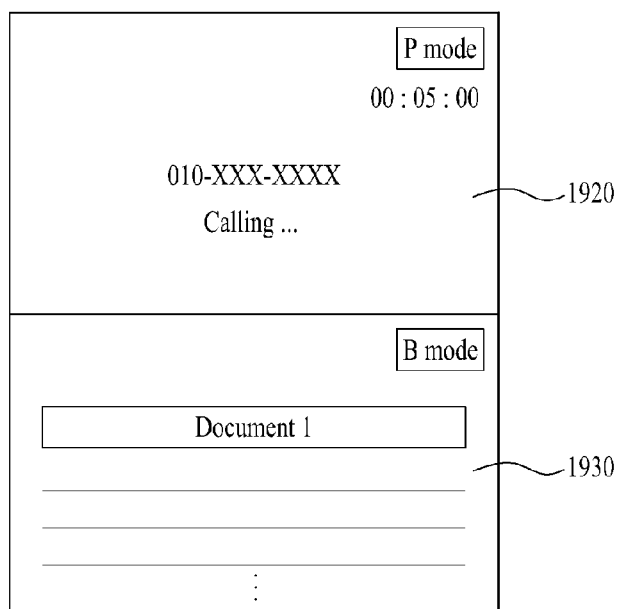 P mode
00 : 05 : 00
010-XXX-XXXX
Calling ...
1920
B mode
Document 1
1930